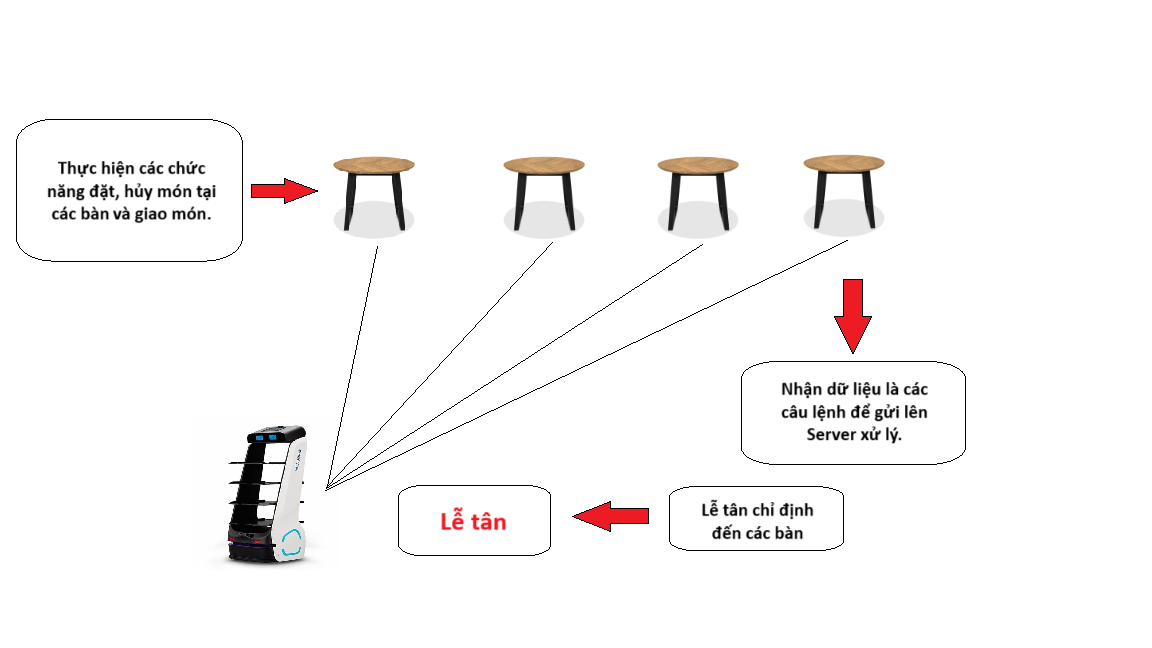 Thực hiện các chức
năng đặt, hủy món tại
các bàn và giao món.
Nhận dữ liệu là các
câu lệnh để gửi lên
Server xử lý.
Lễ tân
Lễ tân chỉ định
đến các bàn